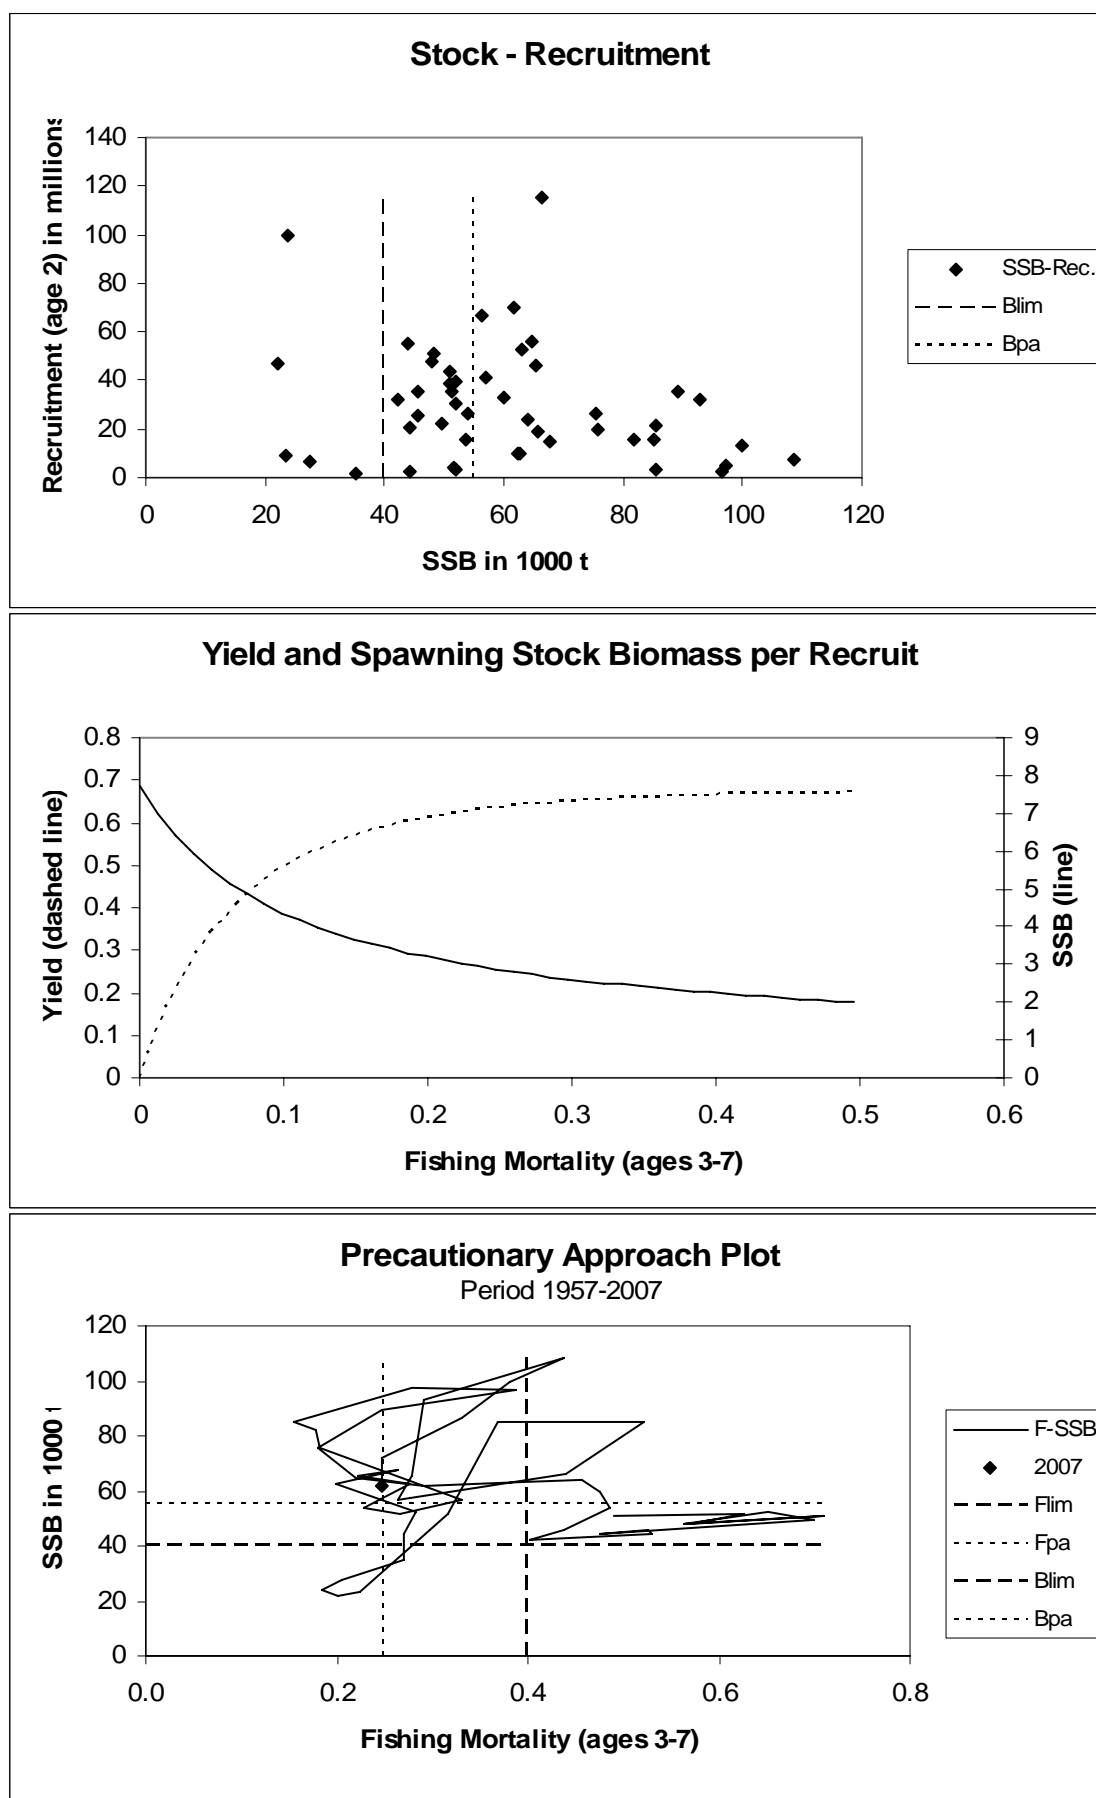 Stock - Recruitment
Recruitment (age 2) in millions
140
120
100
80
60
40
20
0
0 20 40 60 80 100 120
SSB in 1000 t
SSB-Rec.
Blim
Bpa
Yield and Spawning Stock Biomass per Recruit
Yield (dashed line)
0.8
0.7
0.6
0.5
0.4
0.3
0.2
0.1
0
9
8
7
6
5
4
3
2
1
0
SSB (line)
0 0.1 0.2 0.3 0.4 0.5 0.6
Fishing Mortality (ages 3-7)
Precautionary Approach Plot
Period 1957-2007
SSB in 1000 t
120
100
80
60
40
20
0
0.0 0.2 0.4 0.6 0.8
Fishing Mortality (ages 3-7)
F-SSB
2007
Flim
Fpa
Blim
Bpa